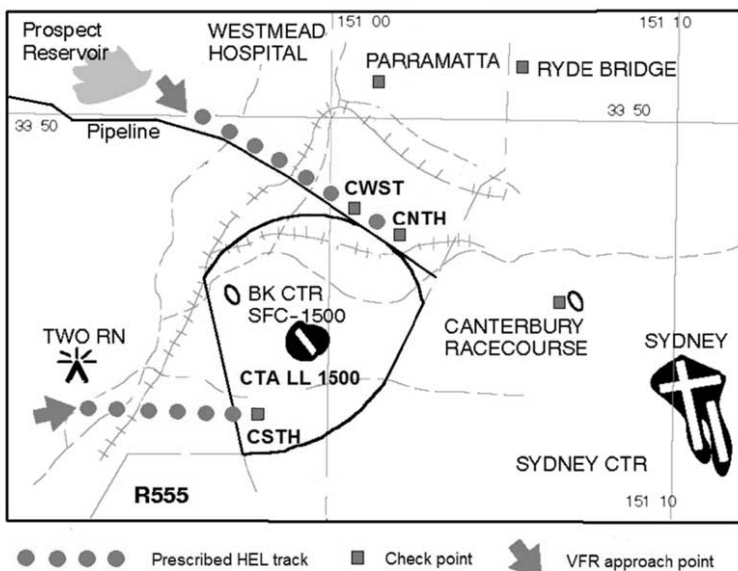 Prospect
Reservoir
WESTMEAD
HOSPITAL
151 00
151 10
PARRAMATTA
RYDE BRIDGE
33 50
Pipeline
33 50
CWST
CNTH
BK CTR
SFC-1500
TWO RN
CANTERBURY
RACECOURSE
SYDNEY
CTA LL 1500
CSTH
SYDNEY CTR
R555
151 10
Prescribed HEL track
Check point
VFR approach point